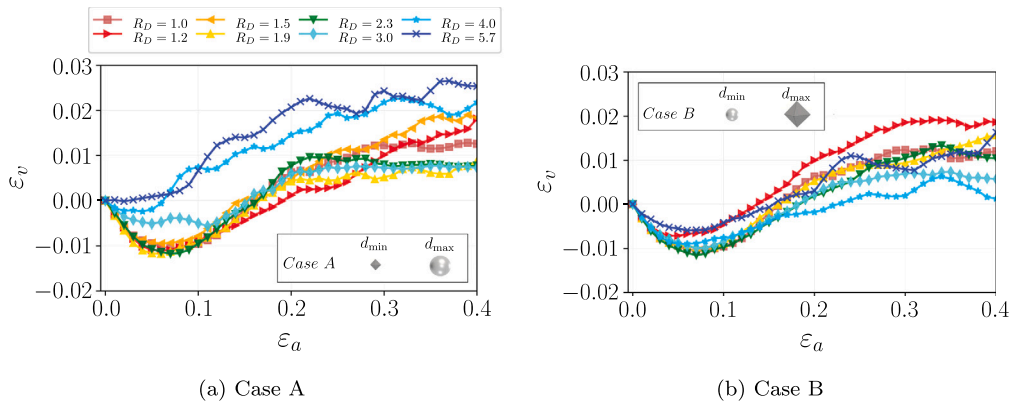 R_D = 1.0 R_D = 1.5 R_D = 2.3 R_D = 4.0
R_D = 1.2 R_D = 1.9 R_D = 3.0 R_D = 5.7
0.03
0.02
0.01
0.00
−0.01
−0.02
ε_v
0.0 0.1 0.2 0.3 0.4
ε_a
d_min d_max
Case A
(a) Case A
0.03
0.02
0.01
0.00
−0.01
−0.02
ε_v
d_min d_max
Case B
0.0 0.1 0.2 0.3 0.4
ε_a
(b) Case B